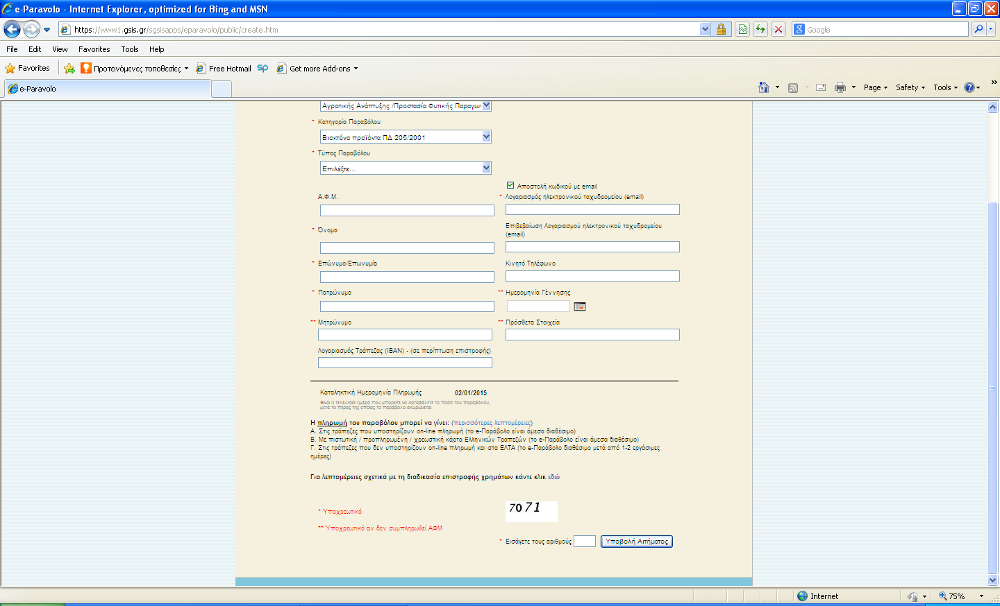 e-Paravolo - Internet Explorer, optimized for Bing and MSN
https://www1.gsis.gr/sgsisapps/eparavolo/public/create.htm
Google
File Edit View Favorites Tools Help
Favorites Προτεινόμενες τοποθεσίες Free Hotmail Get more Add-ons
e-Paravolo
Page Safety Tools
Αγροτικής Ανάπτυξης /Προστασία Φυτικής Παραγων
* Κατηγορία Παραβόλου
Βιοκτόνα προϊόντα ΠΔ 205/2001
* Τύπος Παραβόλου
Επιλέξτε...
Αποστολή κωδικού με email
Α.Φ.Μ.
* Λογαριασμός ηλεκτρονικού ταχυδρομείου (email)
* Όνομα
Επιβεβαίωση Λογαριασμού ηλεκτρονικού ταχυδρομείου
(email)
* Επώνυμο/Επωνυμία
Κινητό Τηλέφωνο
* Πατρώνυμο
** Ημερομηνία Γέννησης
** Μητρώνυμο
** Πρόσθετα Στοιχεία
Λογαριασμός Τράπεζας (IBAN) - (σε περίπτωση επιστροφής)
Καταληκτική Ημερομηνία Πληρωμής 02/01/2015
Είναι η τελευταία ημέρα που μπορείτε να καταβάλετε το ποσό του παραβόλου,
μετά το πέρας της οποίας το παράβολο ακυρώνεται.
Η πληρωμή του παραβόλου μπορεί να γίνει: (περισσότερες λεπτομέρειες)
Α. Στις τράπεζες που υποστηρίζουν on-line πληρωμή (το e-Παράβολο είναι άμεσα διαθέσιμο)
Β. Με πιστωτική / προπληρωμένη / χρεωστική κάρτα Ελληνικών Τραπεζών (το e-Παράβολο είναι άμεσα διαθέσιμο)
Γ. Στις τράπεζες που δεν υποστηρίζουν on-line πληρωμή και στα ΕΛΤΑ (το e-Παράβολο διαθέσιμο μετά από 1-2 εργάσιμες
ημέρες)
Για λεπτομέρειες σχετικά με τη διαδικασία επιστροφής χρημάτων κάντε κλικ εδώ
7071
* Υποχρεωτικό
** Υποχρεωτικό αν δεν συμπληρωθεί ΑΦΜ
* Εισάγετε τους αριθμούς Υποβολή Αιτήματος
Internet 75%